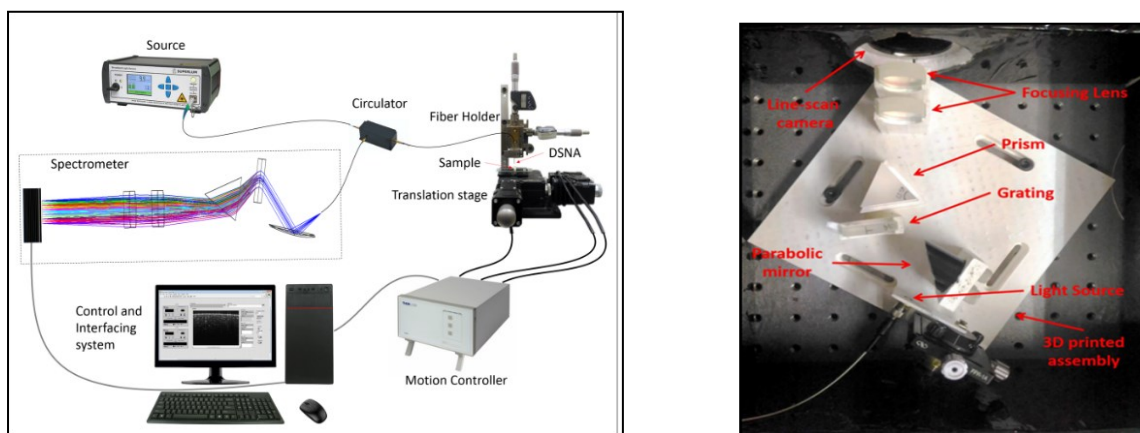 Source
Circulator
Fiber Holder
Spectrometer
Sample
DSNA
Translation stage
Control and
Interfacing
system
Motion Controller
Line-scan
camera
Focusing Lens
Prism
Grating
Parabolic
mirror
Light Source
3D printed
assembly